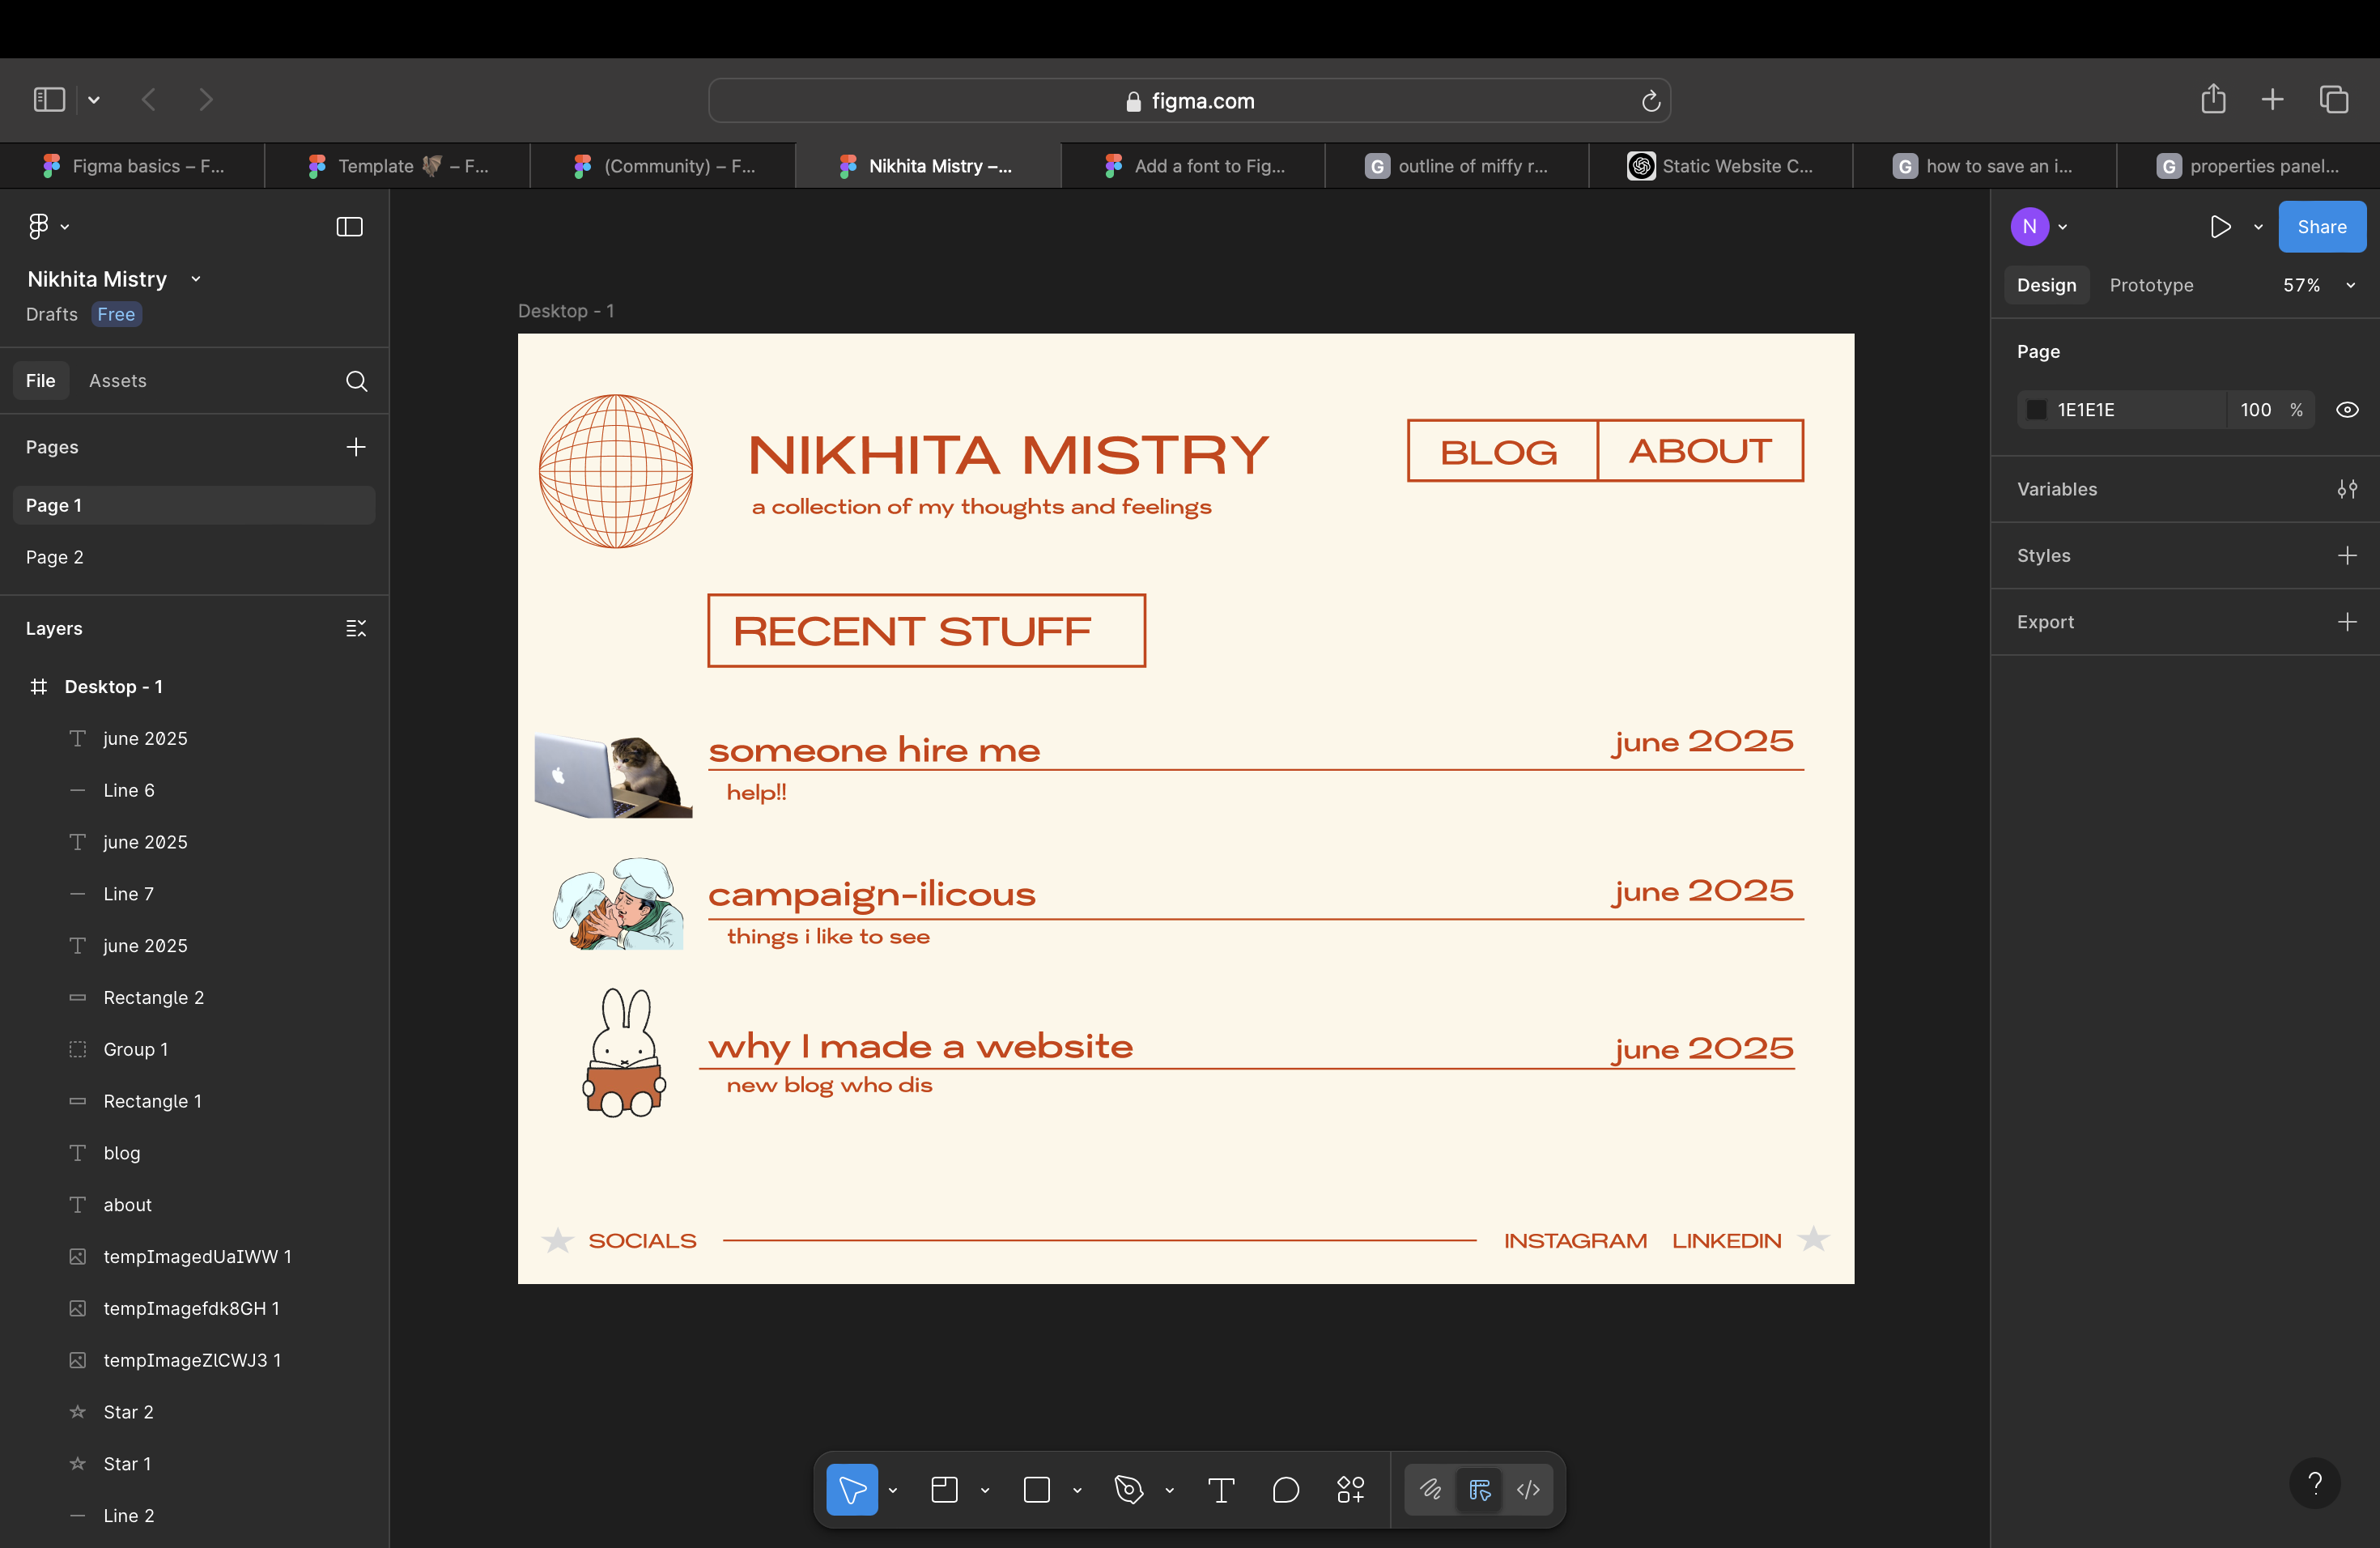 figma.com
Figma basics – F...
Template 🐿️ – F...
(Community) – F...
Nikhita Mistry –...
Add a font to Fig...
G outline of miffy r...
Static Website C...
G how to save an i...
G properties panel...
Nikhita Mistry
Drafts Free
File Assets
Pages
Page 1
Page 2
Layers
Desktop - 1
june 2025
Line 6
june 2025
Line 7
june 2025
Rectangle 2
Group 1
Rectangle 1
blog
about
tempImagedUaIWW 1
tempImagefdk8GH 1
tempImageZlCWJ3 1
Star 2
Star 1
Line 2
Desktop - 1
NIKHITA MISTRY
a collection of my thoughts and feelings
BLOG ABOUT
RECENT STUFF
someone hire me june 2025
help!!
campaign-ilicous june 2025
things i like to see
why I made a website june 2025
new blog who dis
SOCIALS INSTAGRAM LINKEDIN
N Share
Design Prototype 57%
Page
1E1E1E 100 %
Variables
Styles
Export
?